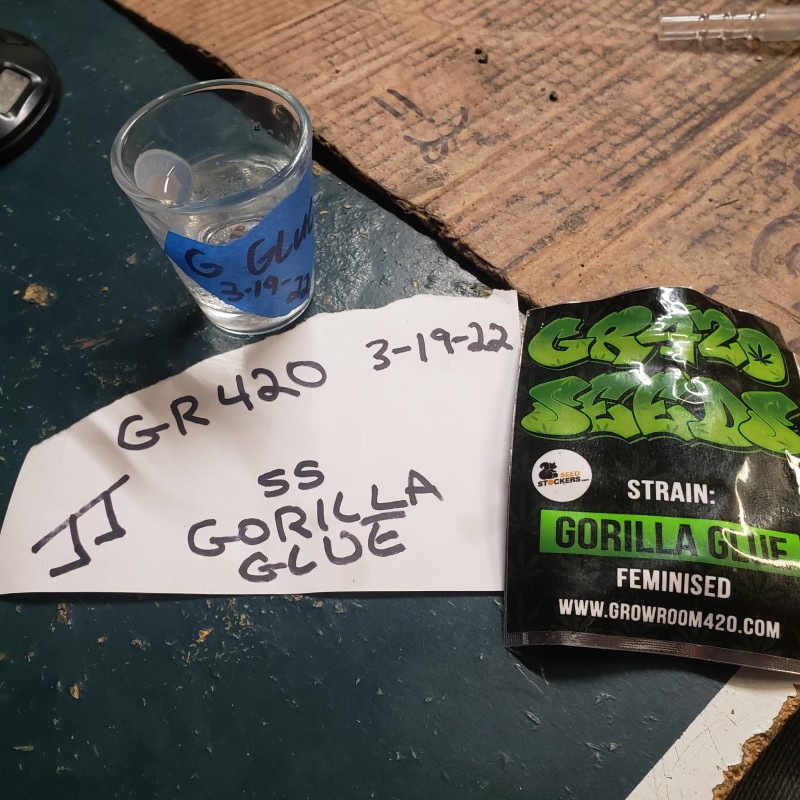 G GLUE
3-19-22
GR420 3-19-22
JJ
SS
GORILLA
GLUE
GR420
SEEDS
SEED
STOCKERS.com
STRAIN:
GORILLA GLUE
FEMINISED
WWW.GROWROOM420.COM